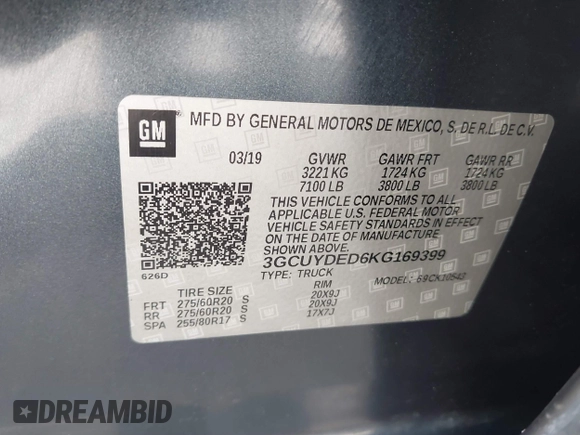 GM
MFD BY GENERAL MOTORS DE MEXICO, S. DE R.L. DE C.V.
03/19 GVWR GAWR FRT GAWR RR
3221 KG 1724 KG 1724 KG
7100 LB 3800 LB 3800 LB
THIS VEHICLE CONFORMS TO ALL
APPLICABLE U.S. FEDERAL MOTOR
VEHICLE SAFETY STANDARDS IN EFFECT
ON THE DATE OF MANUFACTURE SHOWN ABOVE.
3GCUYDED6KG169399
626D
TYPE: TRUCK MODEL: 69CK10543
TIRE SIZE RIM
FRT 275/60R20 S 20X9J
RR 275/60R20 S 20X9J
SPA 255/80R17 S 17X7J
DREAMBID